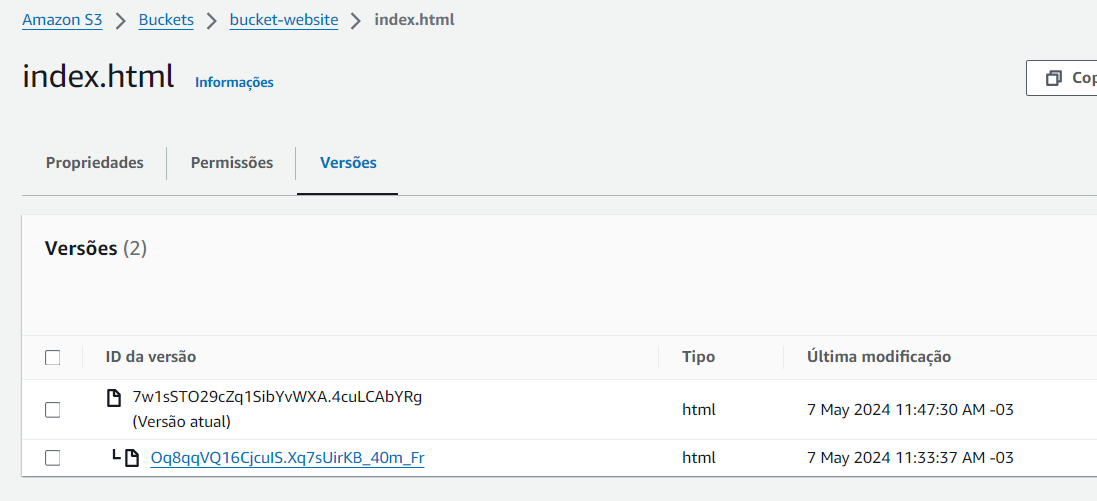 Amazon S3 > Buckets > bucket-website > index.html
index.html Informações
Cop
Propriedades Permissões Versões
Versões (2)
ID da versão Tipo Última modificação
7w1sSTO29cZq1SibYvWXA.4cuLCAbYRg
(Versão atual) html 7 May 2024 11:47:30 AM -03
Oq8qqVQ16CjcuIS.Xq7sUirKB_40m_Fr html 7 May 2024 11:33:37 AM -03